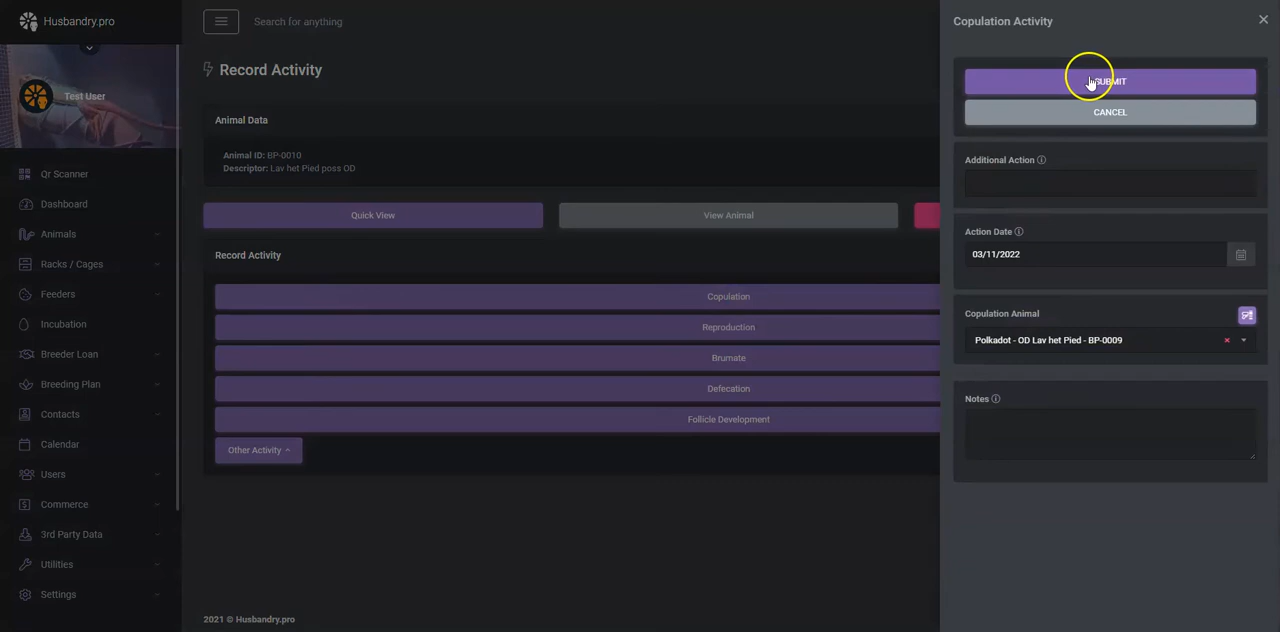 Husbandry.pro
Test User
Qr Scanner
Dashboard
Animals
Racks / Cages
Feeders
Incubation
Breeder Loan
Breeding Plan
Contacts
Calendar
Users
Commerce
3rd Party Data
Utilities
Settings
Search for anything
Record Activity
Animal Data
Animal ID: BP-0010
Descriptor: Lav het Pied poss OD
Quick View
View Animal
Record Activity
Copulation
Reproduction
Brumate
Defecation
Follicle Development
Other Activity
2021 © Husbandry.pro
Copulation Activity
SUBMIT
CANCEL
Additional Action
Action Date
03/11/2022
Copulation Animal
Polkadot - OD Lav het Pied - BP-0009
Notes